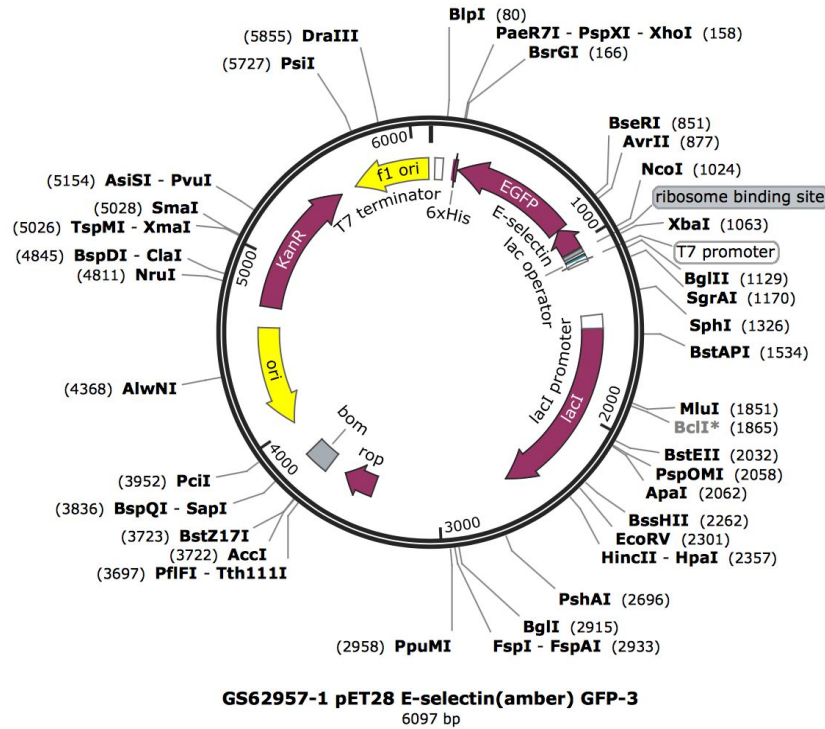 BlpI (80)
PaeR7I - PspXI - XhoI (158)
BsrGI (166)
BseRI (851)
AvrII (877)
NcoI (1024)
ribosome binding site
XbaI (1063)
T7 promoter
BglII (1129)
SgrAI (1170)
SphI (1326)
BstAPI (1534)
MluI (1851)
BclI* (1865)
BstEII (2032)
PspOMI (2058)
ApaI (2062)
BssHII (2262)
EcoRV (2301)
HincII - HpaI (2357)
PshAI (2696)
BglI (2915)
FspI - FspAI (2933)
(2958) PpuMI
(3697) PflFI - Tth111I
(3722) AccI
(3723) BstZ17I
(3836) BspQI - SapI
(3952) PciI
(4368) AlwNI
(4811) NruI
(4845) BspDI - ClaI
(5026) TspMI - XmaI
(5028) SmaI
(5154) AsiSI - PvuI
(5727) PsiI
(5855) DraIII
1000
2000
3000
4000
5000
6000
f1 ori
T7 terminator
6xHis
EGFP
E-selectin
lac operator
lacI promoter
lacI
rop
bom
ori
KanR
GS62957-1 pET28 E-selectin(amber) GFP-3
6097 bp